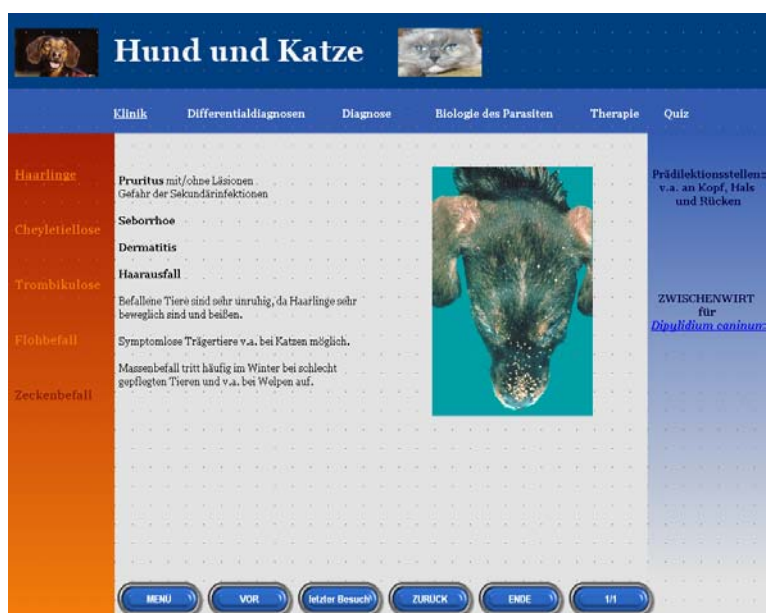 Hund und Katze
Klinik Differentialdiagnosen Diagnose Biologie des Parasiten Therapie Quiz
Haarlinge
Cheyletiellose
Trombikulose
Flohbefall
Zeckenbefall
Pruritus mit/ohne Läsionen
Gefahr der Sekundärinfektionen
Seborrhoe
Dermatitis
Haarausfall
Befallene Tiere sind sehr unruhig, da Haarlinge sehr
beweglich sind und beißen.
Symptomlose Trägertiere v.a. bei Katzen möglich.
Massenbefall tritt häufig im Winter bei schlecht
gepflegten Tieren und v.a. bei Welpen auf.
Prädilektionsstellen:
v.a. an Kopf, Hals
und Rücken
ZWISCHENWIRT
für
Dipylidium caninum
MENÜ VOR letzter Besuch ZURÜCK ENDE 1/1